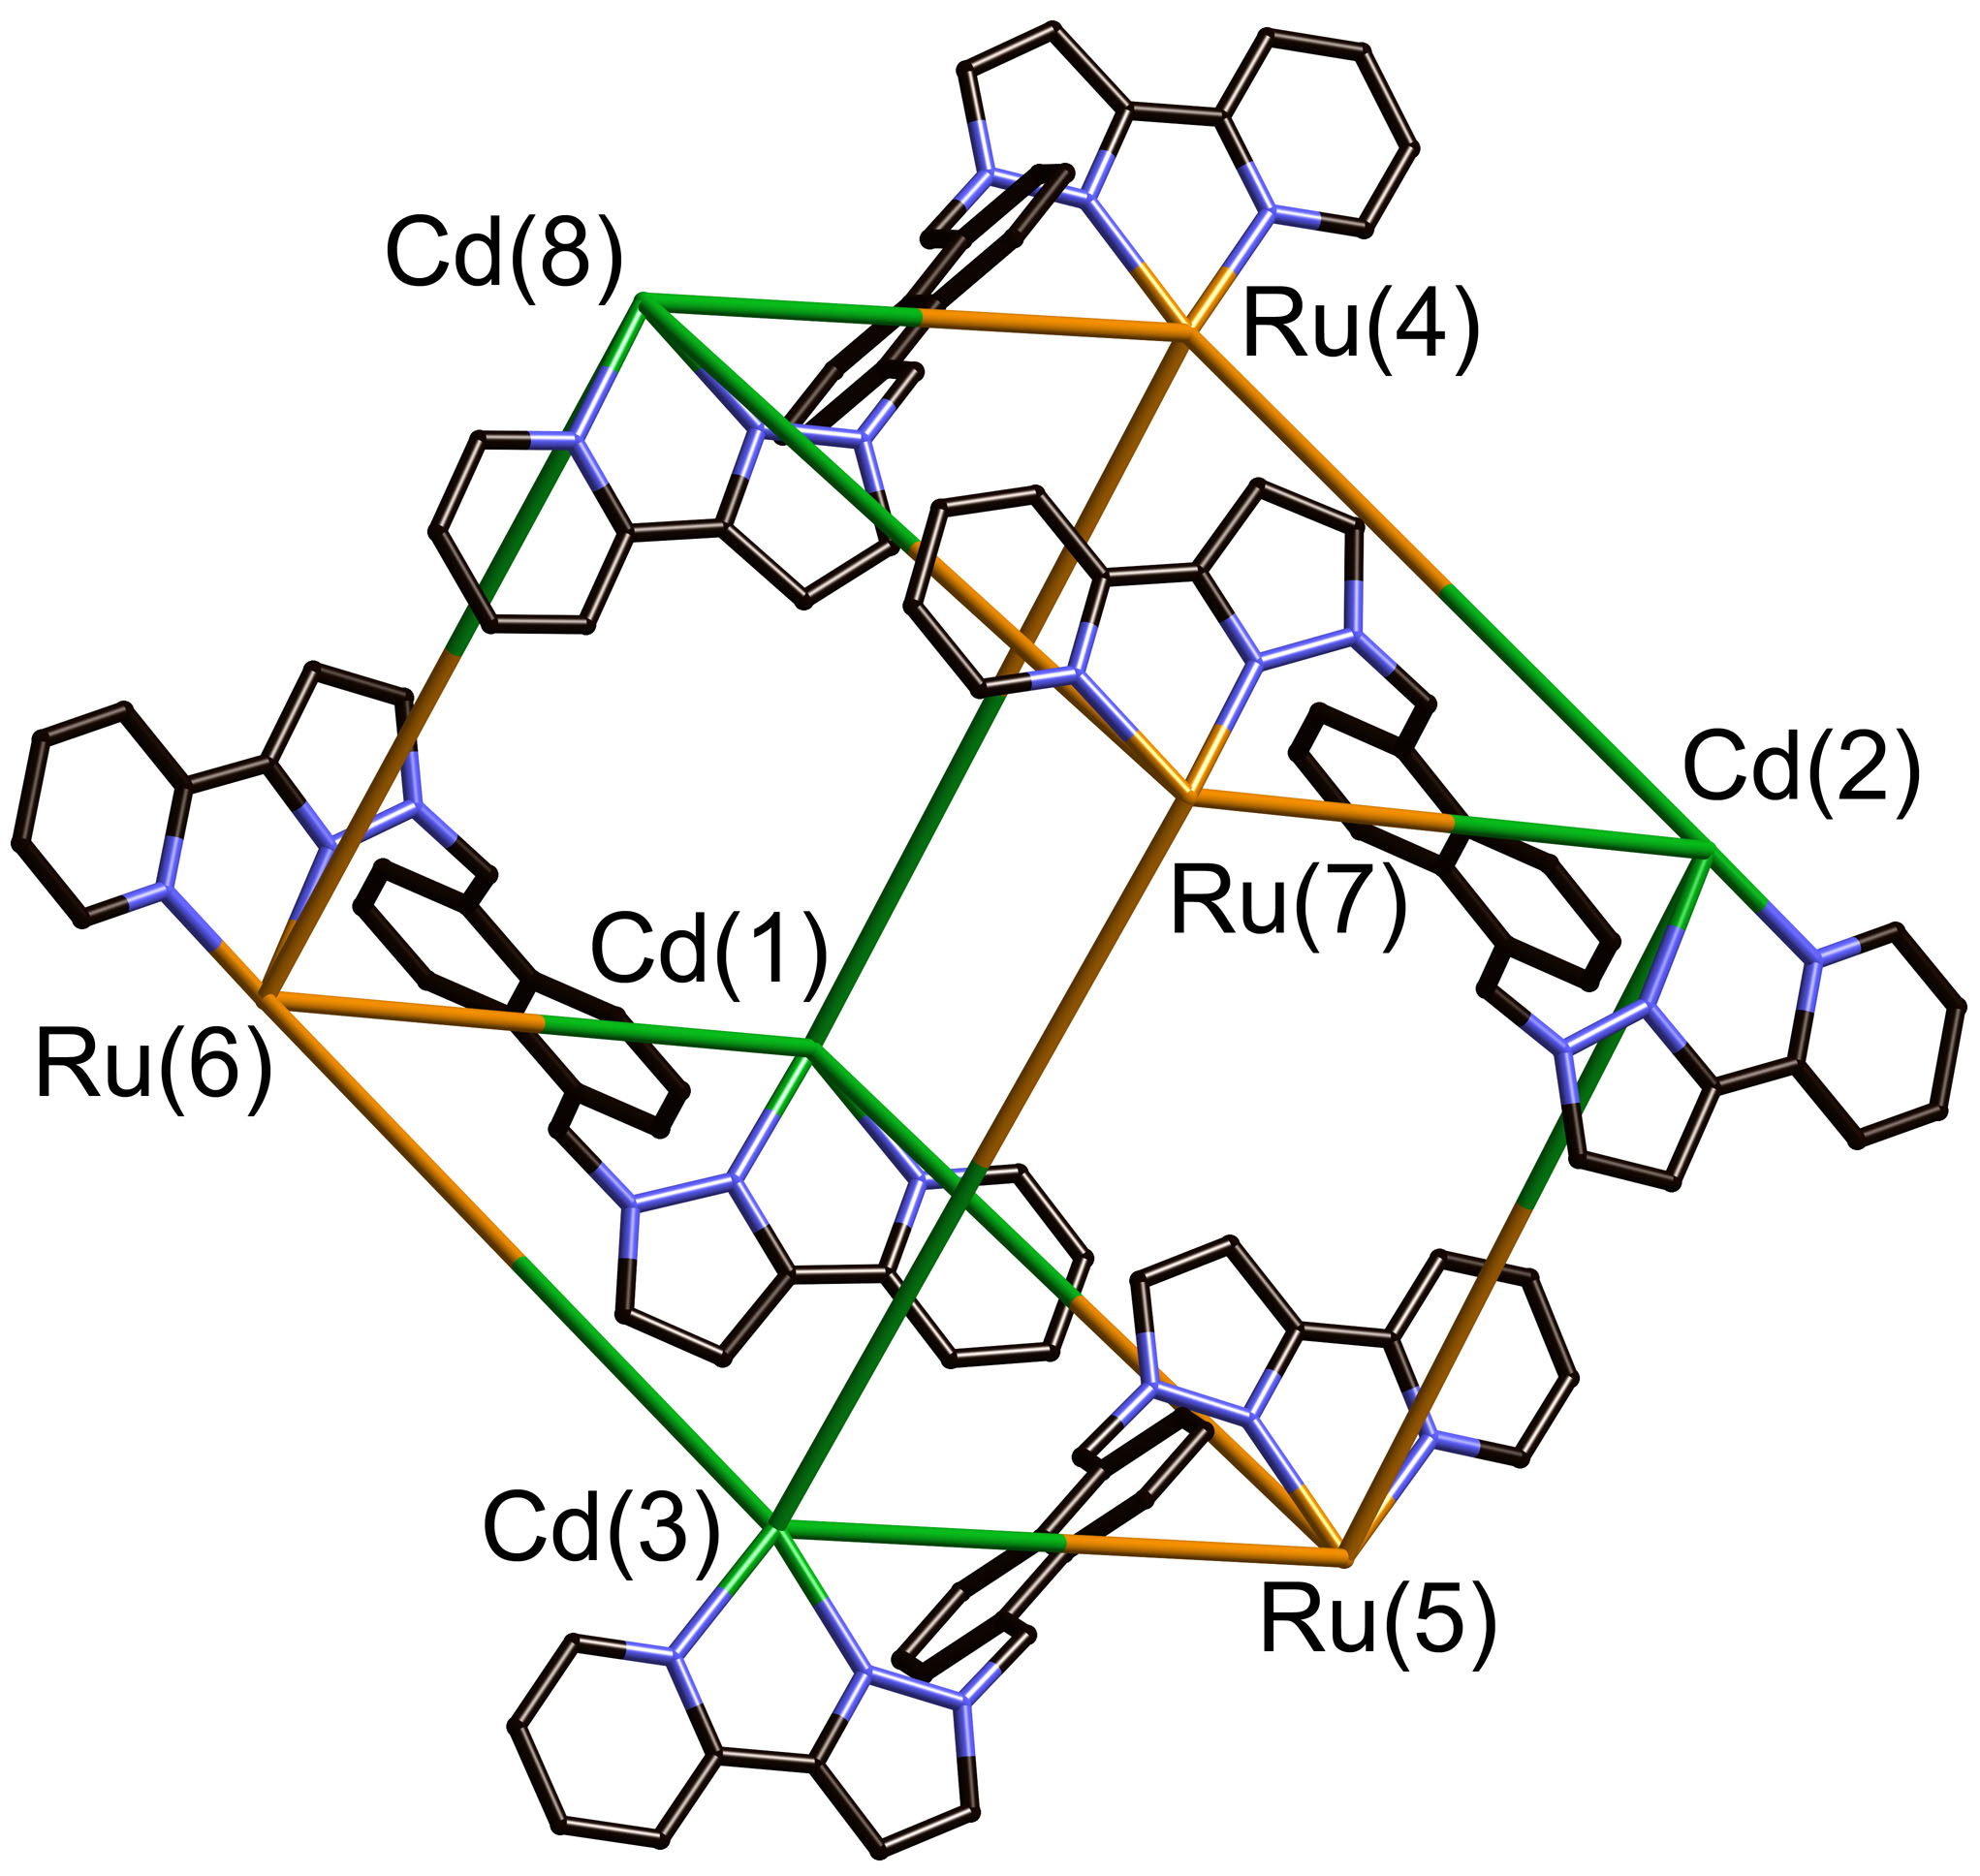 Cd(8)
Ru(4)
Cd(2)
Ru(7)
Cd(1)
Ru(6)
Cd(3)
Ru(5)